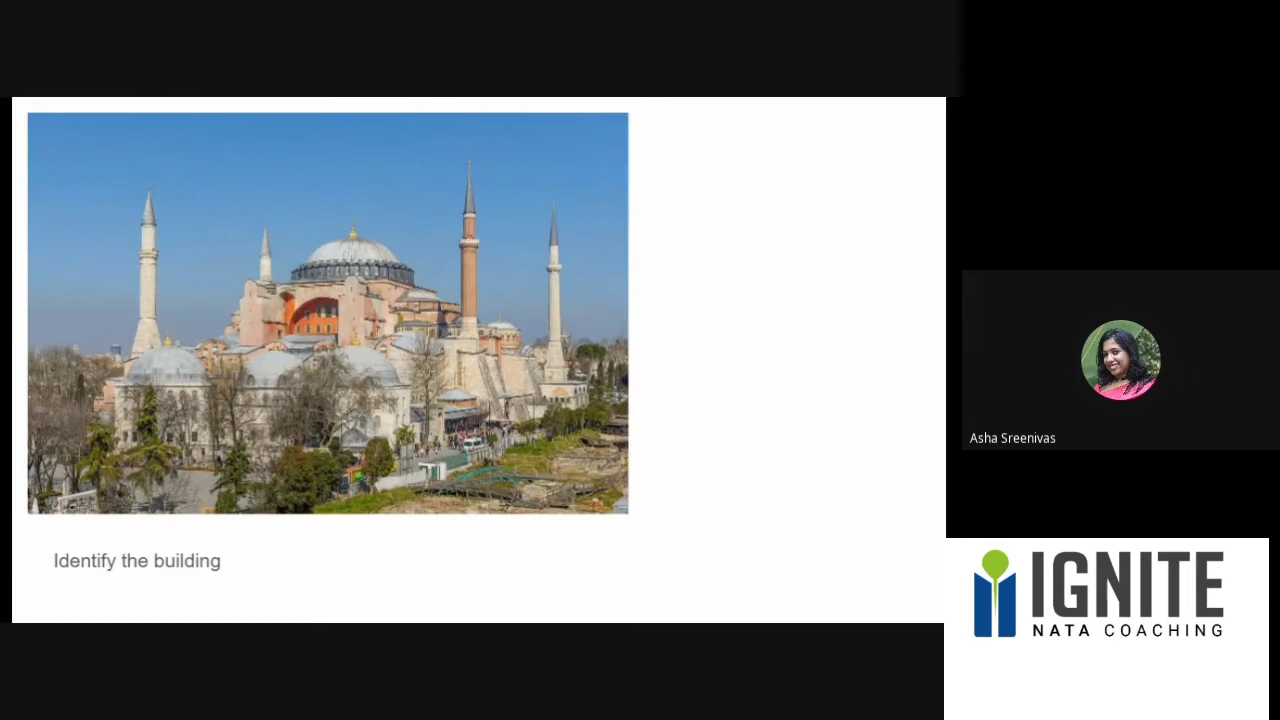 Identify the building
Asha Sreenivas
IGNITE
NATA COACHING